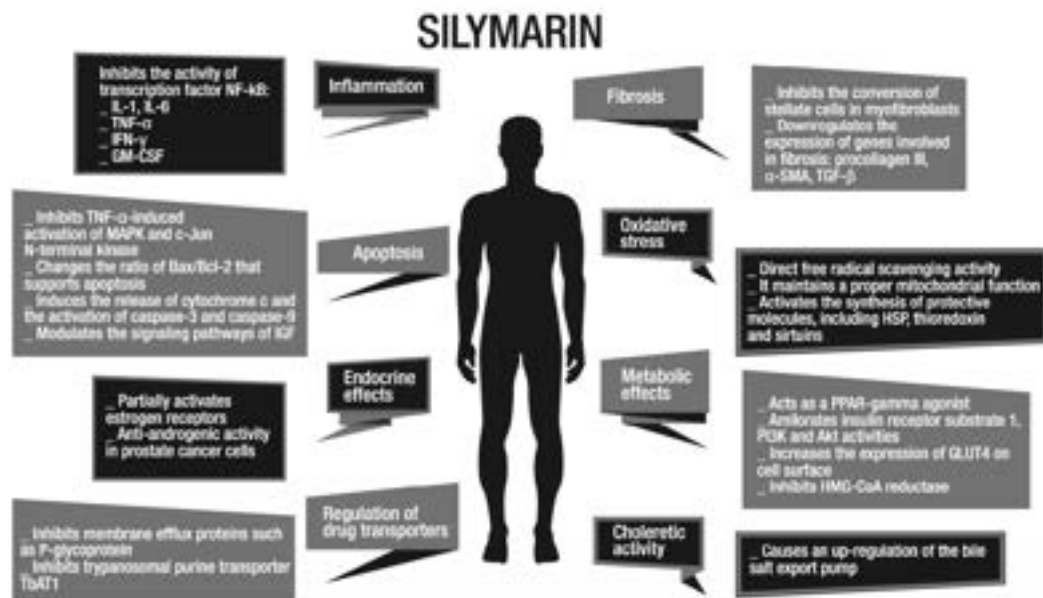 SILYMARIN
Inhibits the activity of
transcription factor NF-kB:
_ IL-1, IL-6
_ TNF-α
_ IFN-γ
_ GM-CSF
Inflammation
Fibrosis
_ Inhibits the conversion of
stellate cells in myofibroblasts
_ Downregulates the
expression of genes involved
in fibrosis: procollagen III,
α-SMA, TGF-β
_ Inhibits TNF-α-induced
activation of MAPK and c-Jun
N-terminal kinase
_ Changes the ratio of Bax/Bcl-2 that
supports apoptosis
_ Induces the release of cytochrome c and
the activation of caspase-3 and caspase-9
_ Modulates the signaling pathways of IGF
Apoptosis
Oxidative
stress
_ Direct free radical scavenging activity
_ It maintains a proper mitochondrial function
_ Activates the synthesis of protective
molecules, including HSP, thioredoxin
and sirtuins
_ Partially activates
estrogen receptors
_ Anti-androgenic activity
in prostate cancer cells
Endocrine
effects
Metabolic
effects
_ Acts as a PPAR-gamma agonist
_ Amliorates insulin receptor substrate 1,
PI3K and Akt activities
_ Increases the expression of GLUT4 on
cell surface
_ Inhibits HMG-CoA reductase
_ Inhibits membrane efflux proteins such
as P-glycoprotein
_ Inhibits trypanosomal purine transporter
TbAT1
Regulation of
drug transporters
Choleretic
activity
_ Causes an up-regulation of the bile
salt export pump